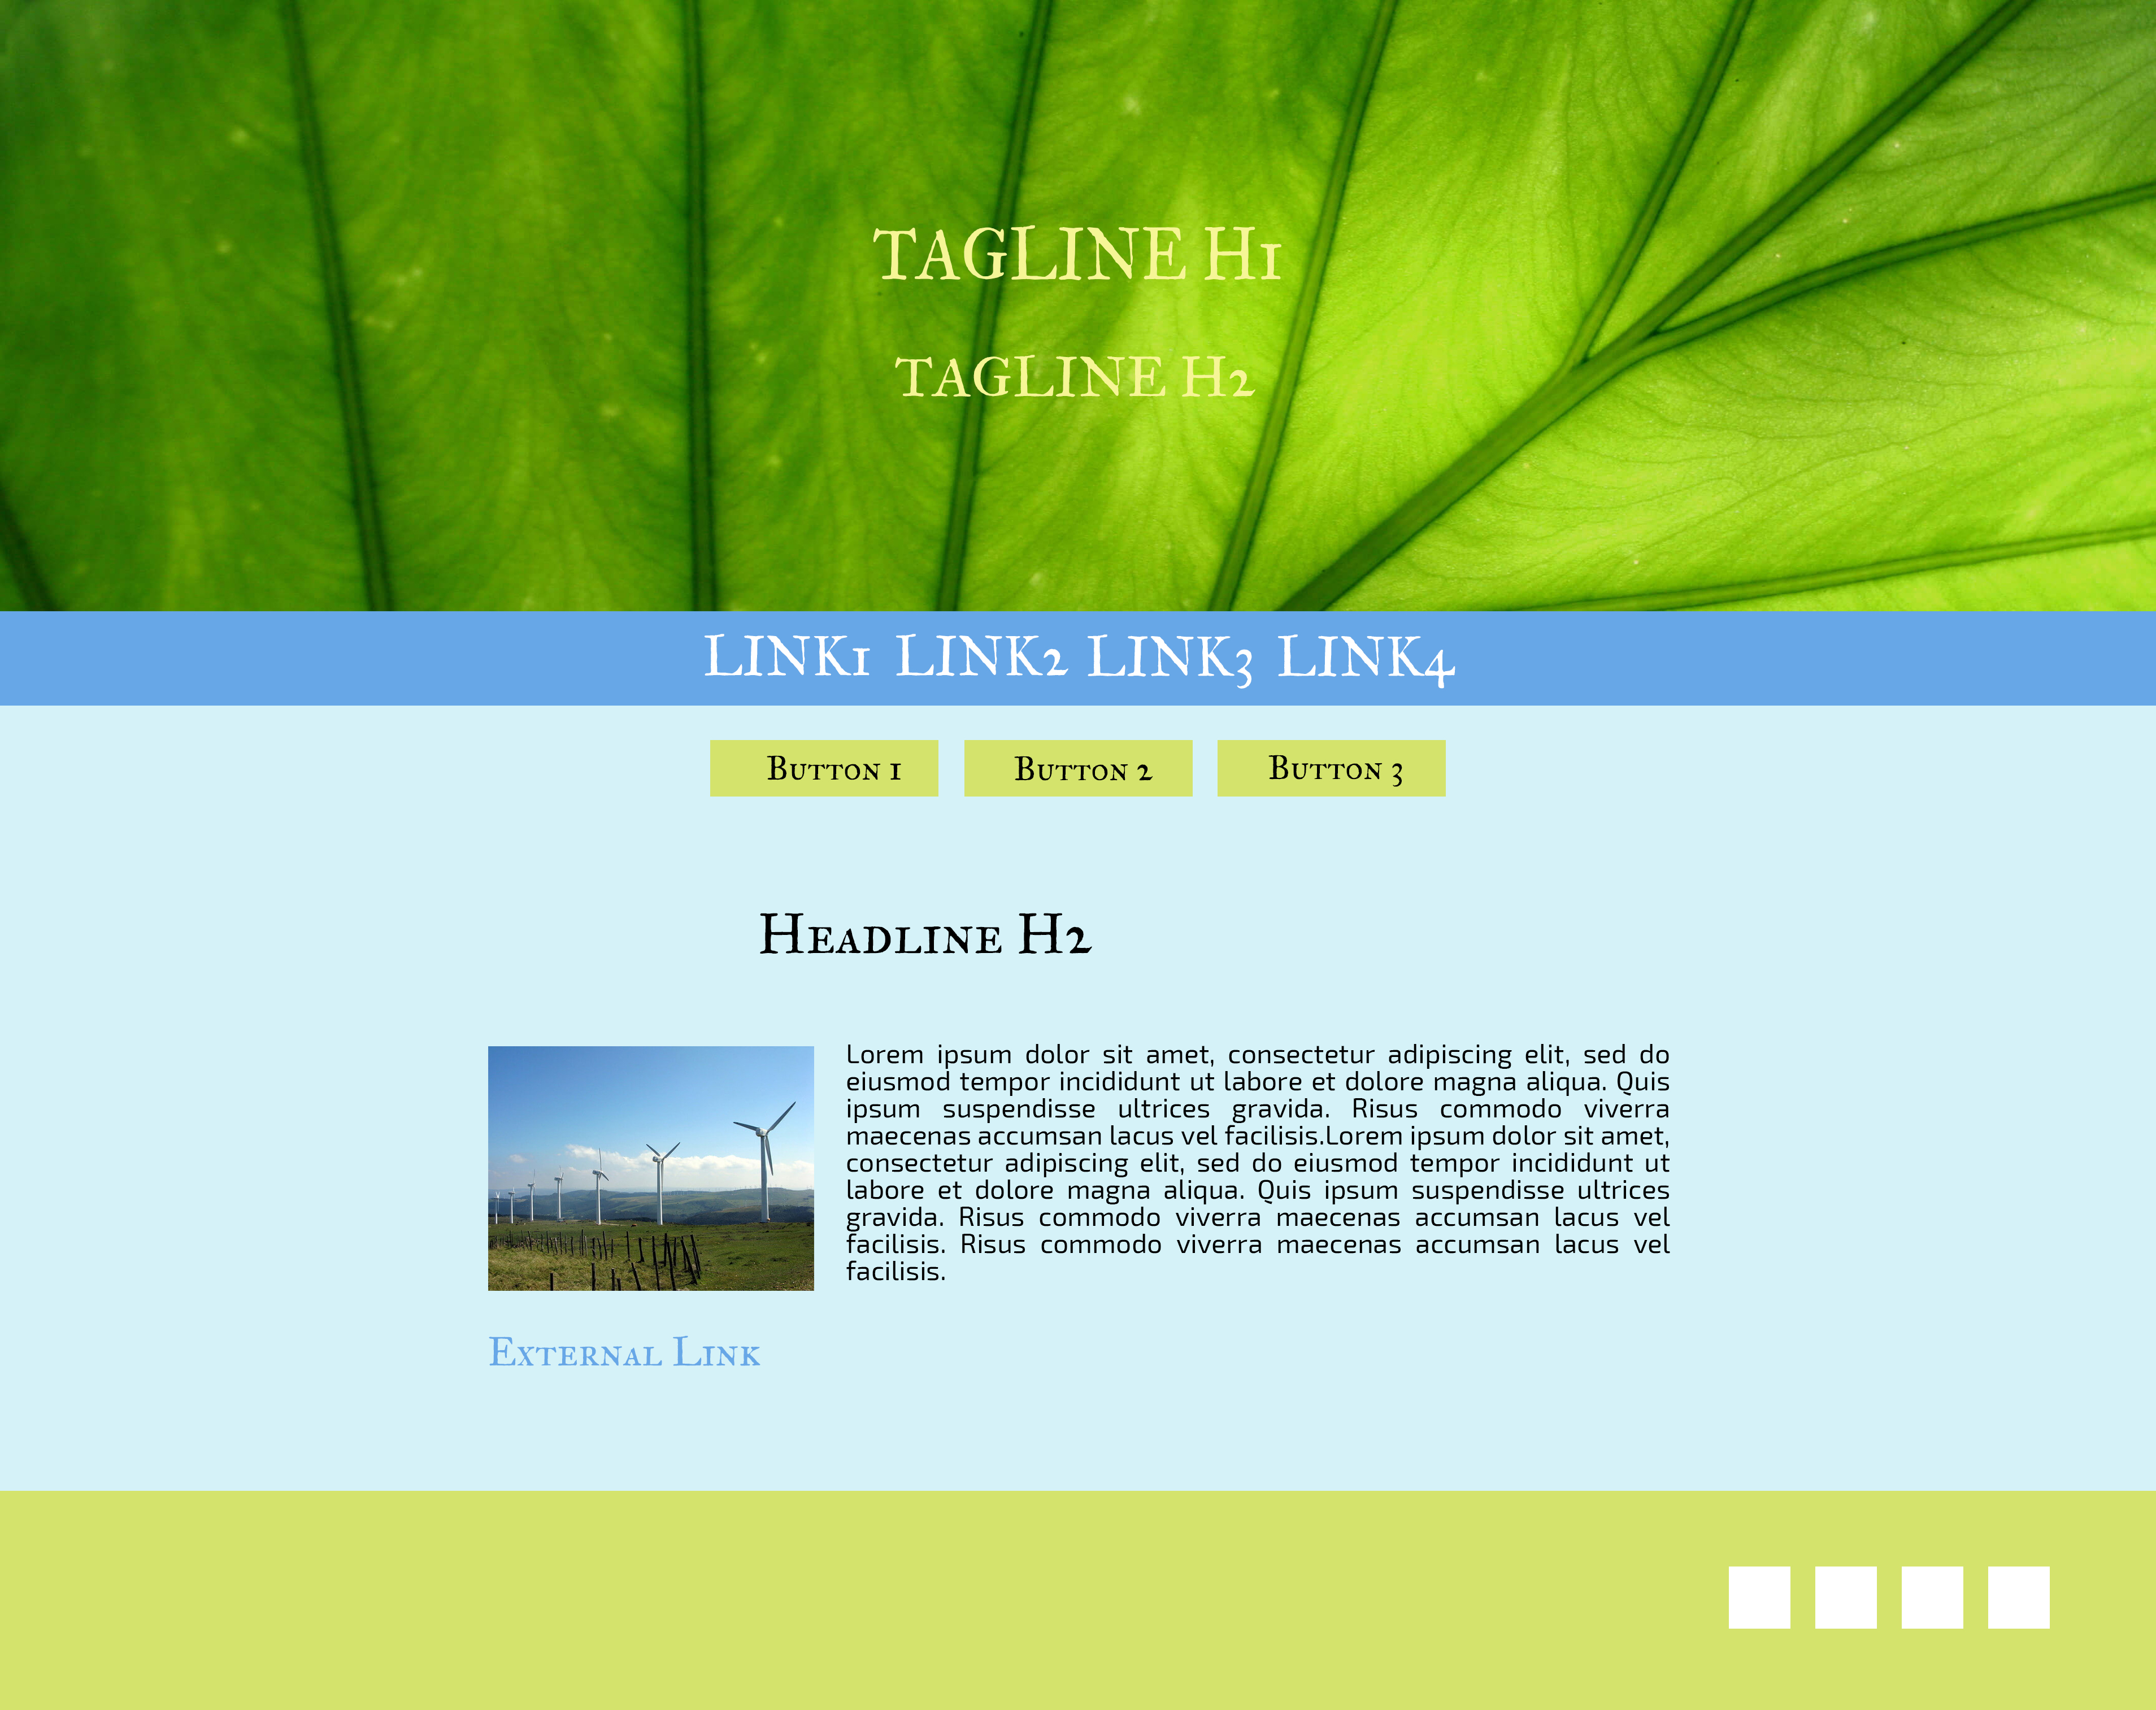 TAGLINE H1
TAGLINE H2
LINK1 LINK2 LINK3 LINK4
Button 1 Button 2 Button 3
Headline H2
Lorem ipsum dolor sit amet, consectetur adipiscing elit, sed do
eiusmod tempor incididunt ut labore et dolore magna aliqua. Quis
ipsum suspendisse ultrices gravida. Risus commodo viverra
maecenas accumsan lacus vel facilisis.Lorem ipsum dolor sit amet,
consectetur adipiscing elit, sed do eiusmod tempor incididunt ut
labore et dolore magna aliqua. Quis ipsum suspendisse ultrices
gravida. Risus commodo viverra maecenas accumsan lacus vel
facilisis. Risus commodo viverra maecenas accumsan lacus vel
facilisis.
External Link